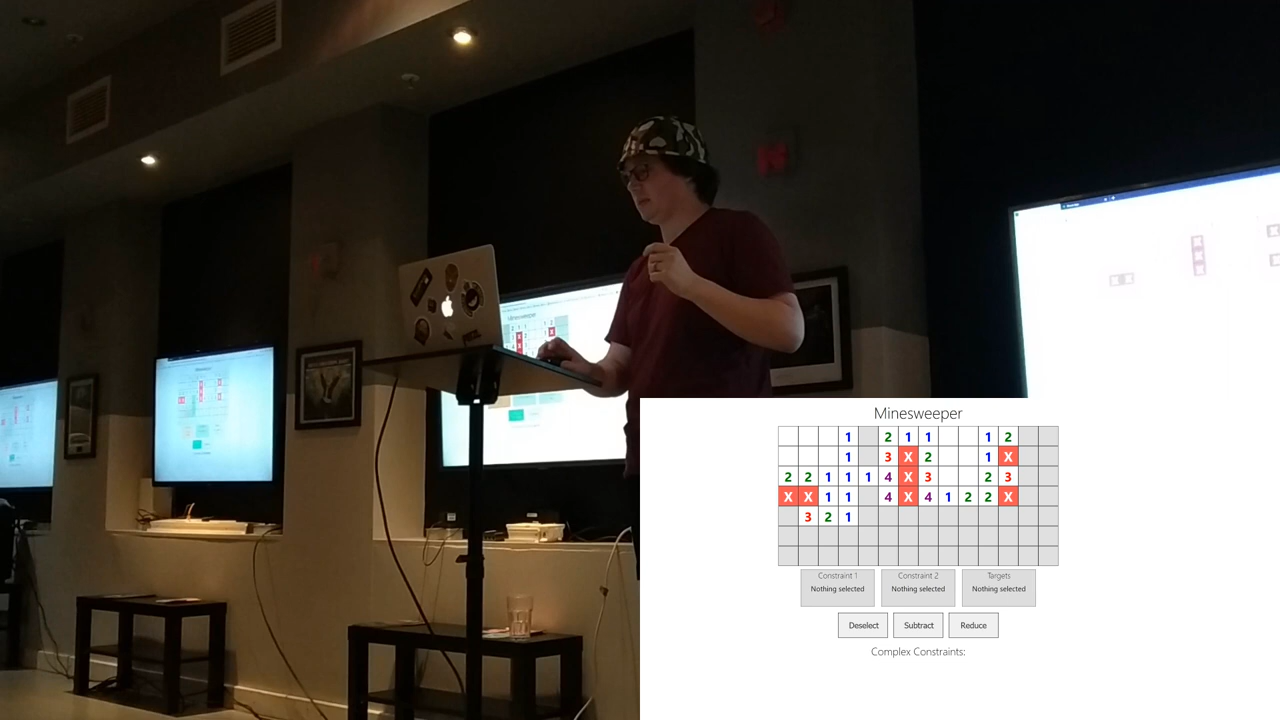 Minesweeper
1 2 1 1 1 2
1 3 X 2 1 X
2 2 1 1 1 4 X 3 2 3
X X 1 1 4 X 4 1 2 2 X
3 2 1
Constraint 1 Constraint 2 Targets
Nothing selected Nothing selected Nothing selected
Deselect Subtract Reduce
Complex Constraints:
Minesweeper